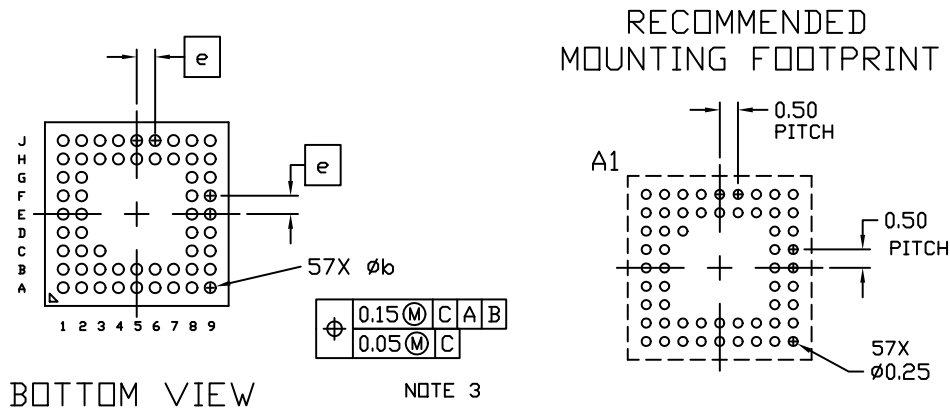 RECOMMENDED
MOUNTING FOOTPRINT
e
0.50
PITCH
J
H
G
F
E
D
C
B
A
e
A1
0.50
PITCH
57X Øb
1 2 3 4 5 6 7 8 9
0.15 Ⓜ C A B
0.05 Ⓜ C
57X
Ø0.25
BOTTOM VIEW
NOTE 3